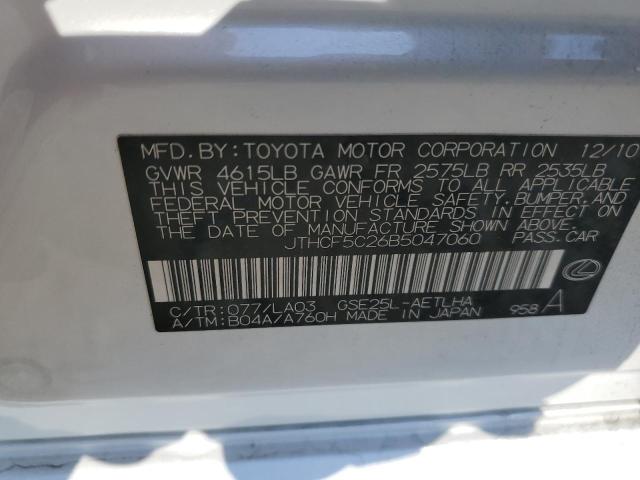 MFD.BY:TOYOTA MOTOR CORPORATION 12/10
GVWR 4615LB GAWR FR 2575LB RR 2535LB
THIS VEHICLE CONFORMS TO ALL APPLICABLE
FEDERAL MOTOR VEHICLE SAFETY, BUMPER, AND
THEFT PREVENTION STANDARDS IN EFFECT ON
THE DATE OF MANUFACTURE SHOWN ABOVE.
JTHCF5C26B5047060 PASS.CAR
C/TR:077/LA03 GSE25L-AETLHA
A/TM:B04A/A760H MADE IN JAPAN 958 A